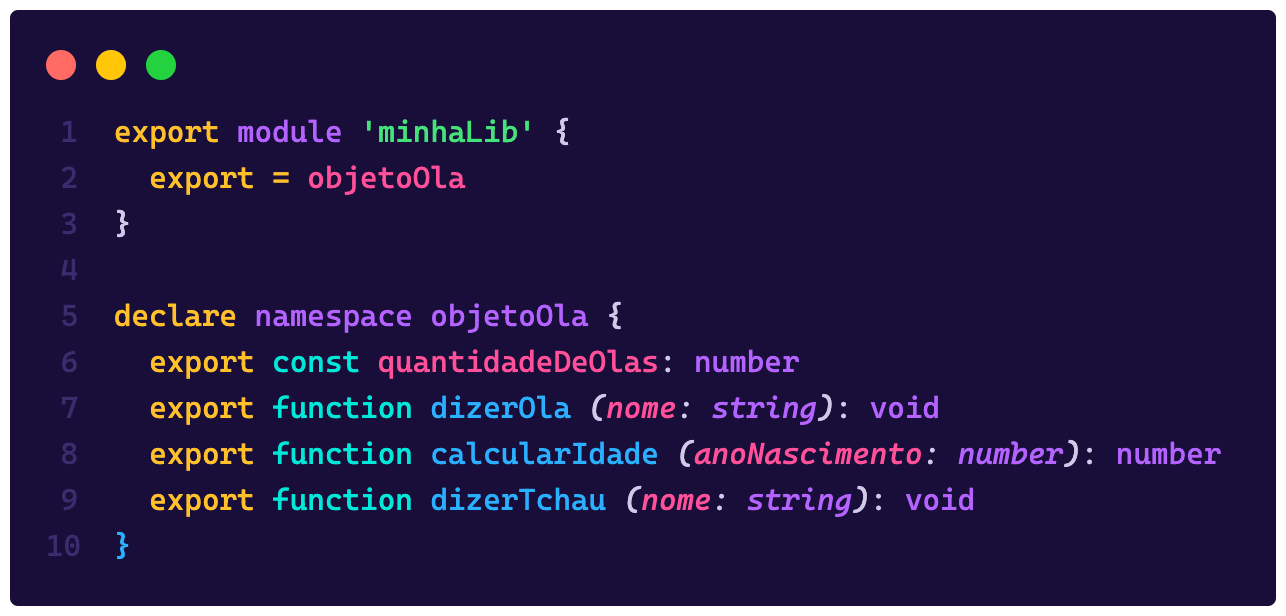 1 export module 'minhaLib' {
2   export = objetoOla
3 }
4
5 declare namespace objetoOla {
6   export const quantidadeDeOlas: number
7   export function dizerOla (nome: string): void
8   export function calcularIdade (anoNascimento: number): number
9   export function dizerTchau (nome: string): void
10 }